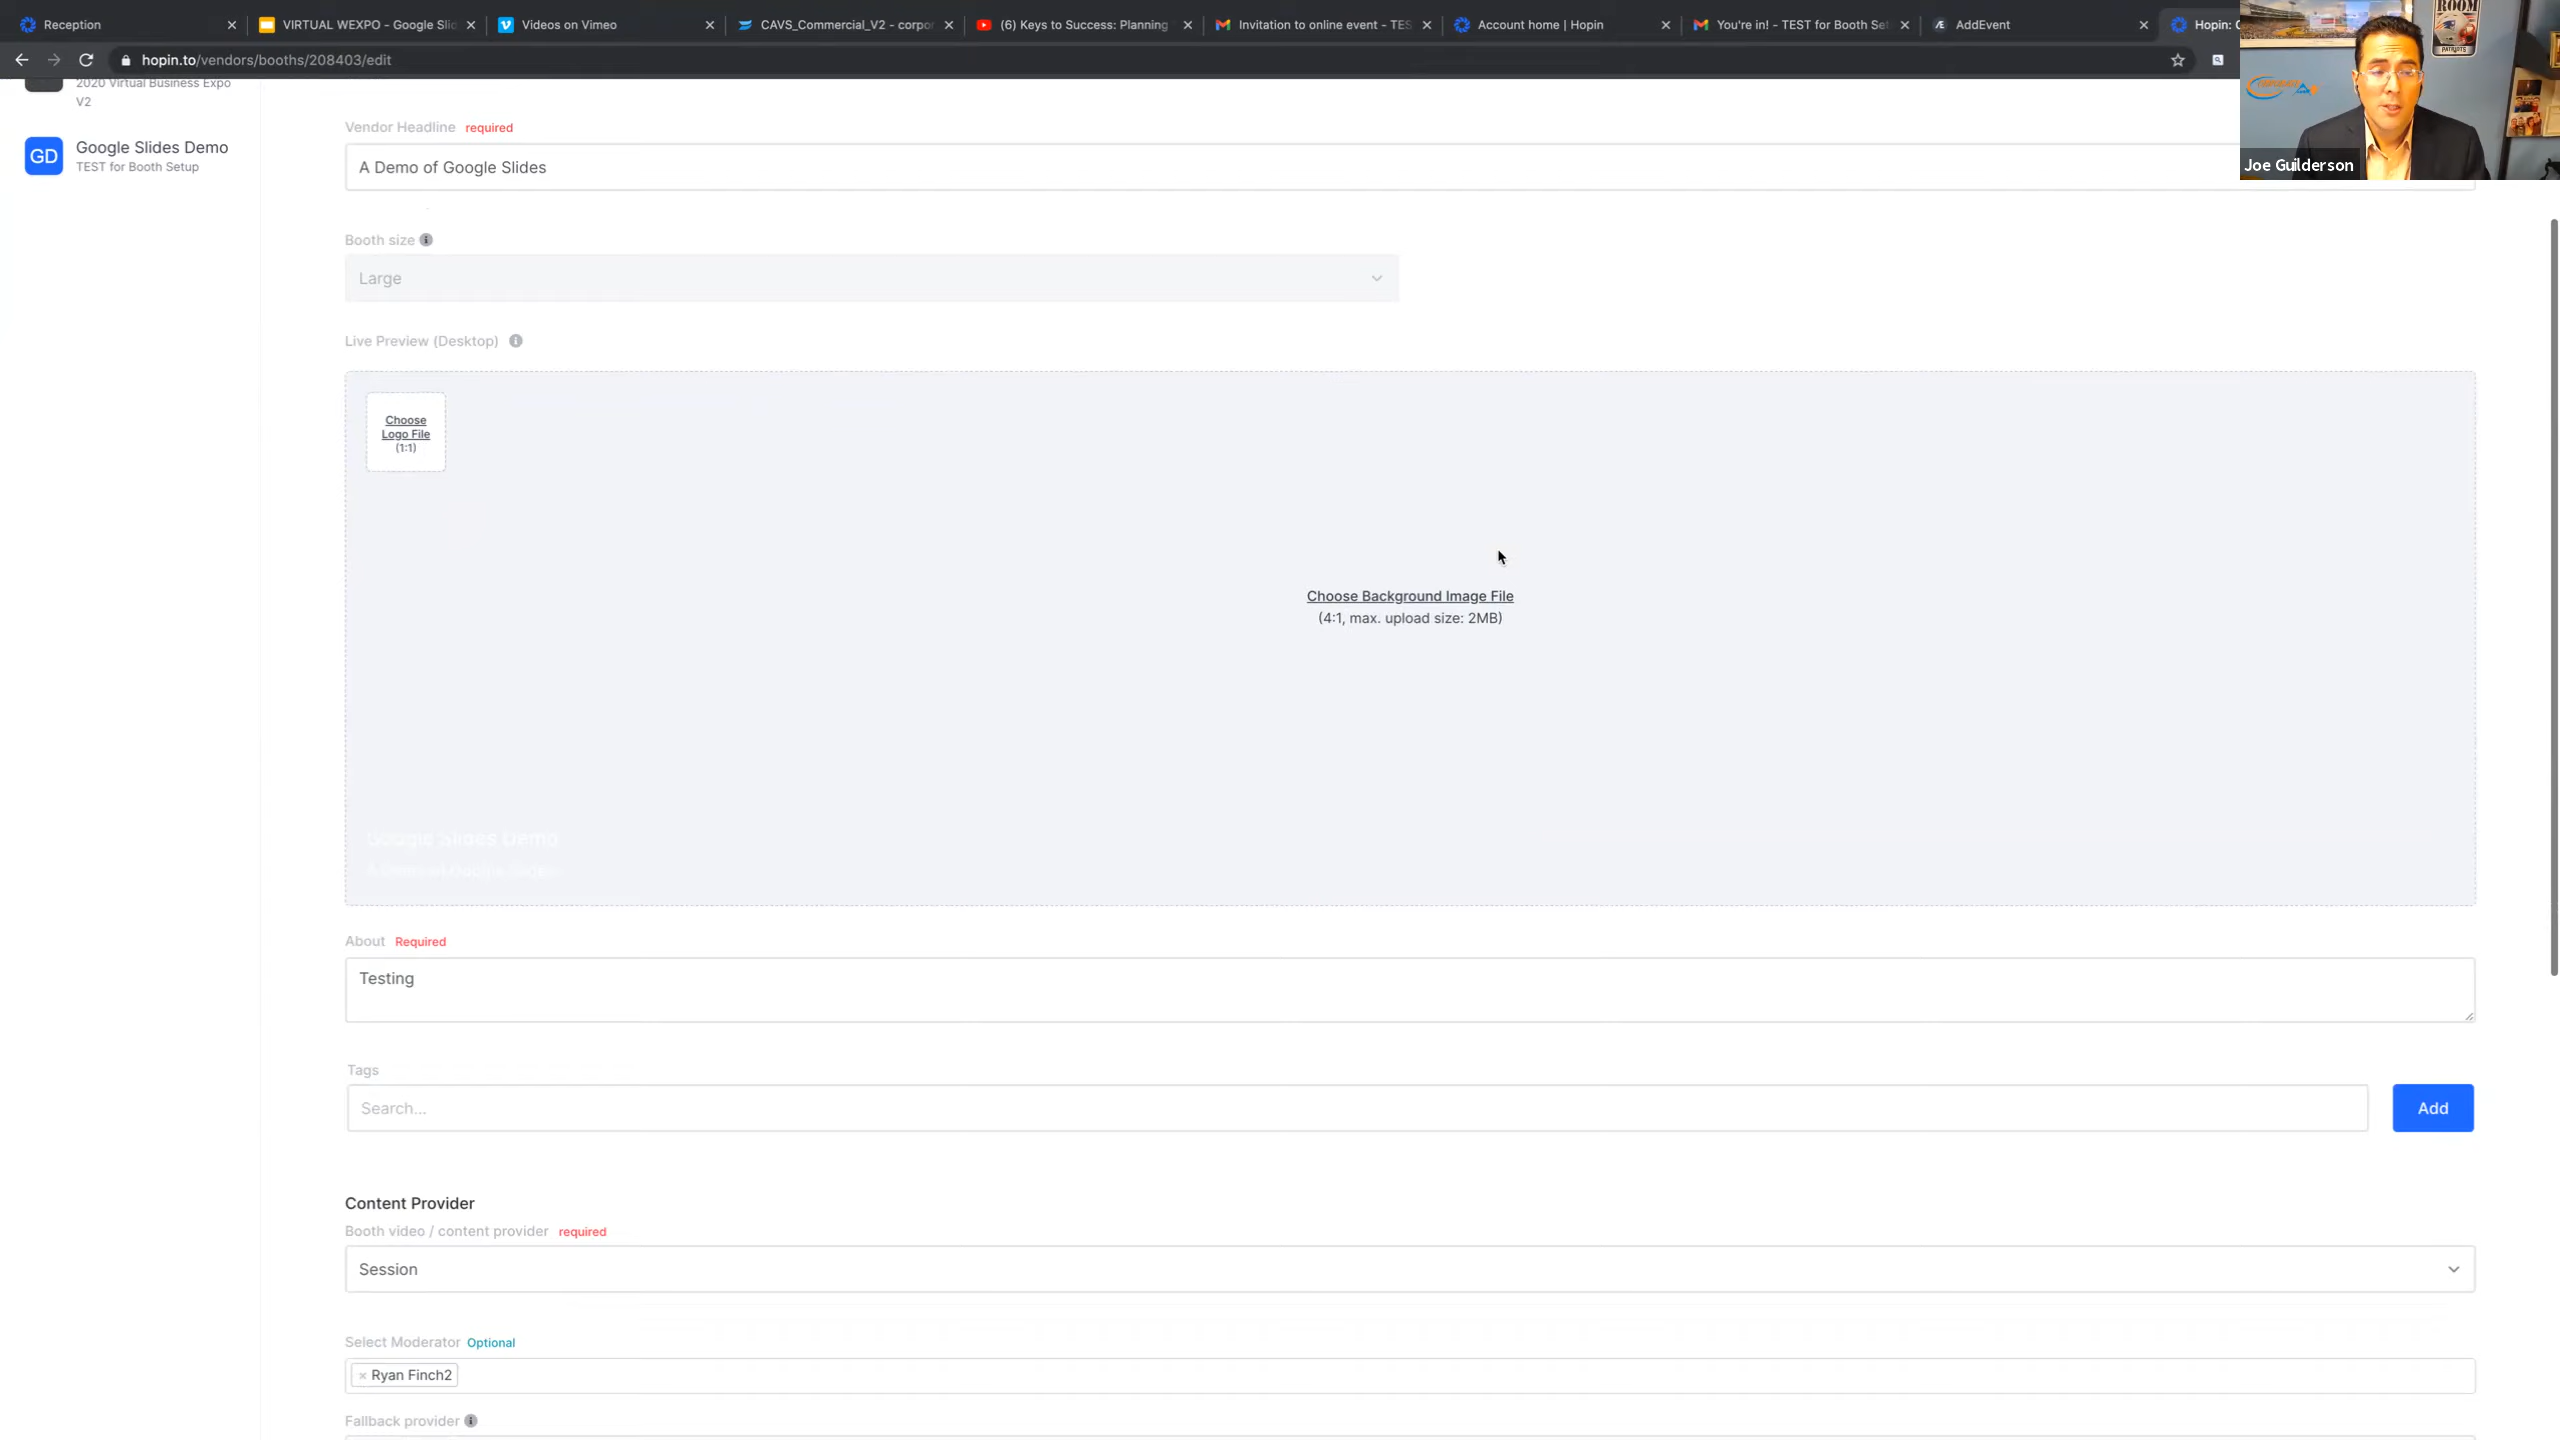 Reception
VIRTUAL WEXPO - Google Slid
Videos on Vimeo
CAVS_Commercial_V2 - corpor
(6) Keys to Success: Planning
Invitation to online event - TES
Account home | Hopin
You're in! - TEST for Booth Set
AddEvent
Hopin:
hopin.to/vendors/booths/208403/edit
ROOM
PATRIOTS
Joe Guilderson
2020 Virtual Business Expo
V2
GD
Google Slides Demo
TEST for Booth Setup
Vendor Headline required
A Demo of Google Slides
Booth size
Large
Live Preview (Desktop)
Choose
Logo File
(1:1)
Choose Background Image File
(4:1, max. upload size: 2MB)
Google Slides Demo
A Demo of Google Slides
About Required
Testing
Tags
Search...
Add
Content Provider
Booth video / content provider required
Session
Select Moderator Optional
× Ryan Finch2
Fallback provider